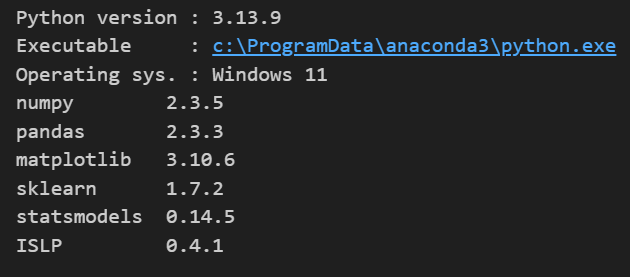 Python version : 3.13.9
Executable     : c:\ProgramData\anaconda3\python.exe
Operating sys. : Windows 11
numpy        2.3.5
pandas       2.3.3
matplotlib   3.10.6
sklearn      1.7.2
statsmodels  0.14.5
ISLP         0.4.1